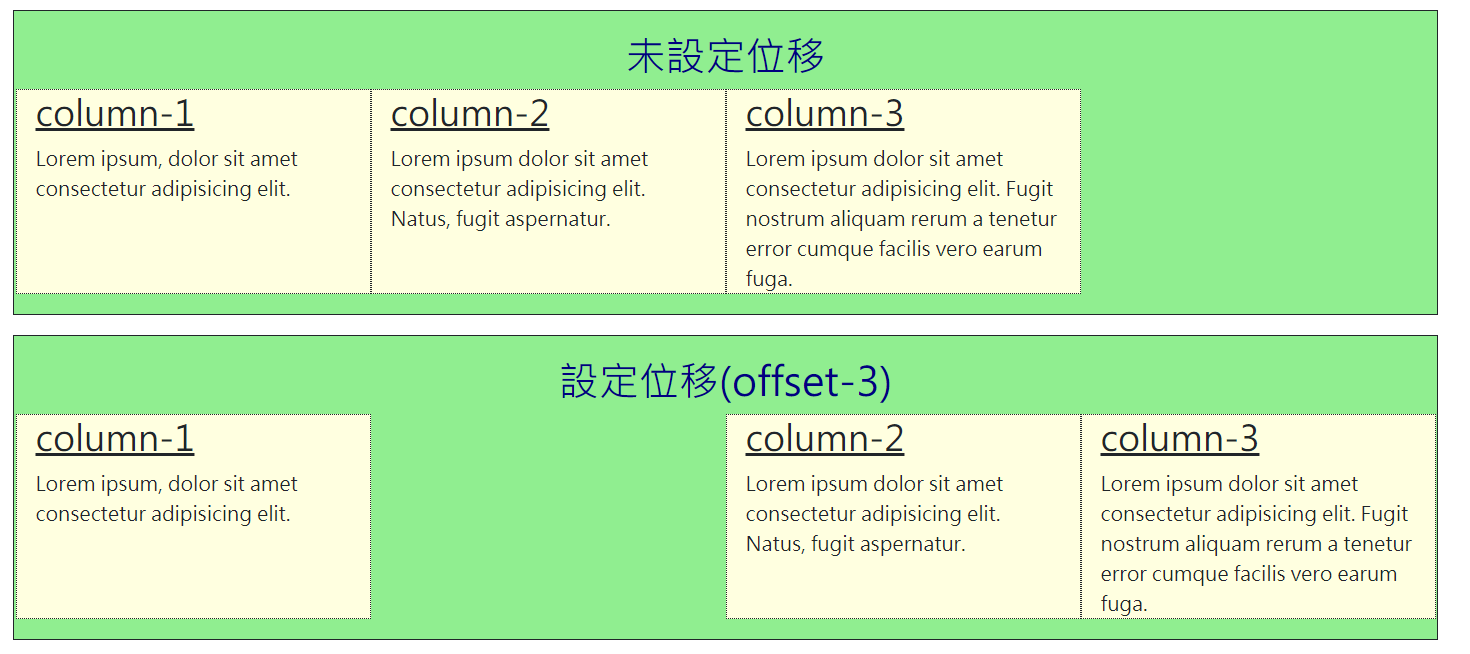 未設定位移
column-1
Lorem ipsum, dolor sit amet
consectetur adipisicing elit.
column-2
Lorem ipsum dolor sit amet
consectetur adipisicing elit.
Natus, fugit aspernatur.
column-3
Lorem ipsum dolor sit amet
consectetur adipisicing elit. Fugit
nostrum aliquam rerum a tenetur
error cumque facilis vero earum
fuga.
設定位移(offset-3)
column-1
Lorem ipsum, dolor sit amet
consectetur adipisicing elit.
column-2
Lorem ipsum dolor sit amet
consectetur adipisicing elit.
Natus, fugit aspernatur.
column-3
Lorem ipsum dolor sit amet
consectetur adipisicing elit. Fugit
nostrum aliquam rerum a tenetur
error cumque facilis vero earum
fuga.